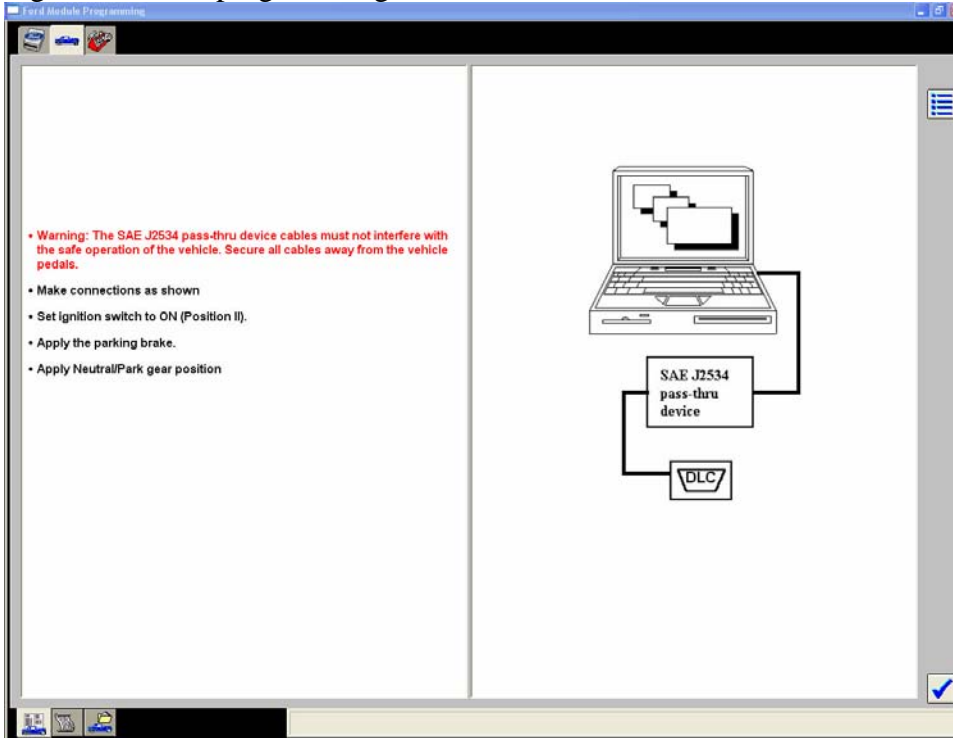 Ford Module Programming
• Warning: The SAE J2534 pass-thru device cables must not interfere with
the safe operation of the vehicle. Secure all cables away from the vehicle
pedals.
• Make connections as shown
• Set ignition switch to ON (Position II).
• Apply the parking brake.
• Apply Neutral/Park gear position
SAE J2534
pass-thru
device
DLC